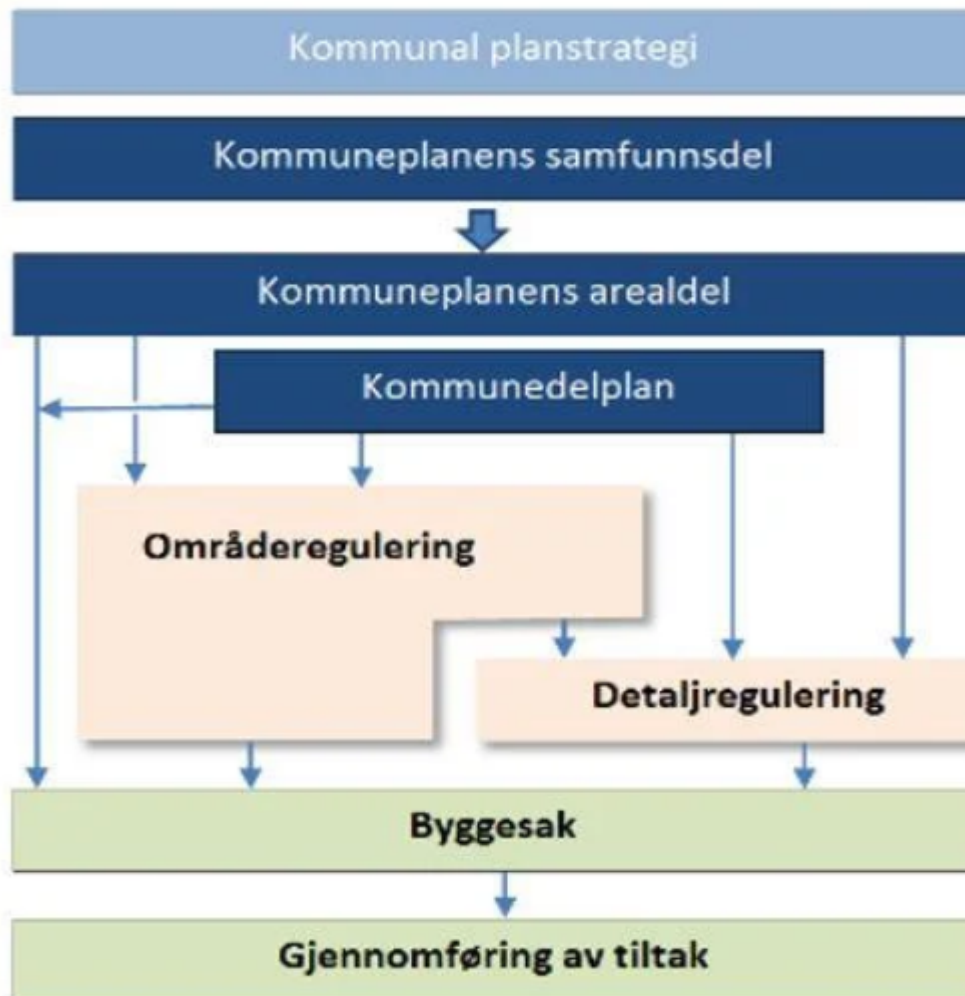 Kommunal planstrategi
Kommuneplanens samfunnsdel
Kommuneplanens arealdel
Kommunedelplan
Områderegulering
Detaljregulering
Byggesak
Gjennomføring av tiltak